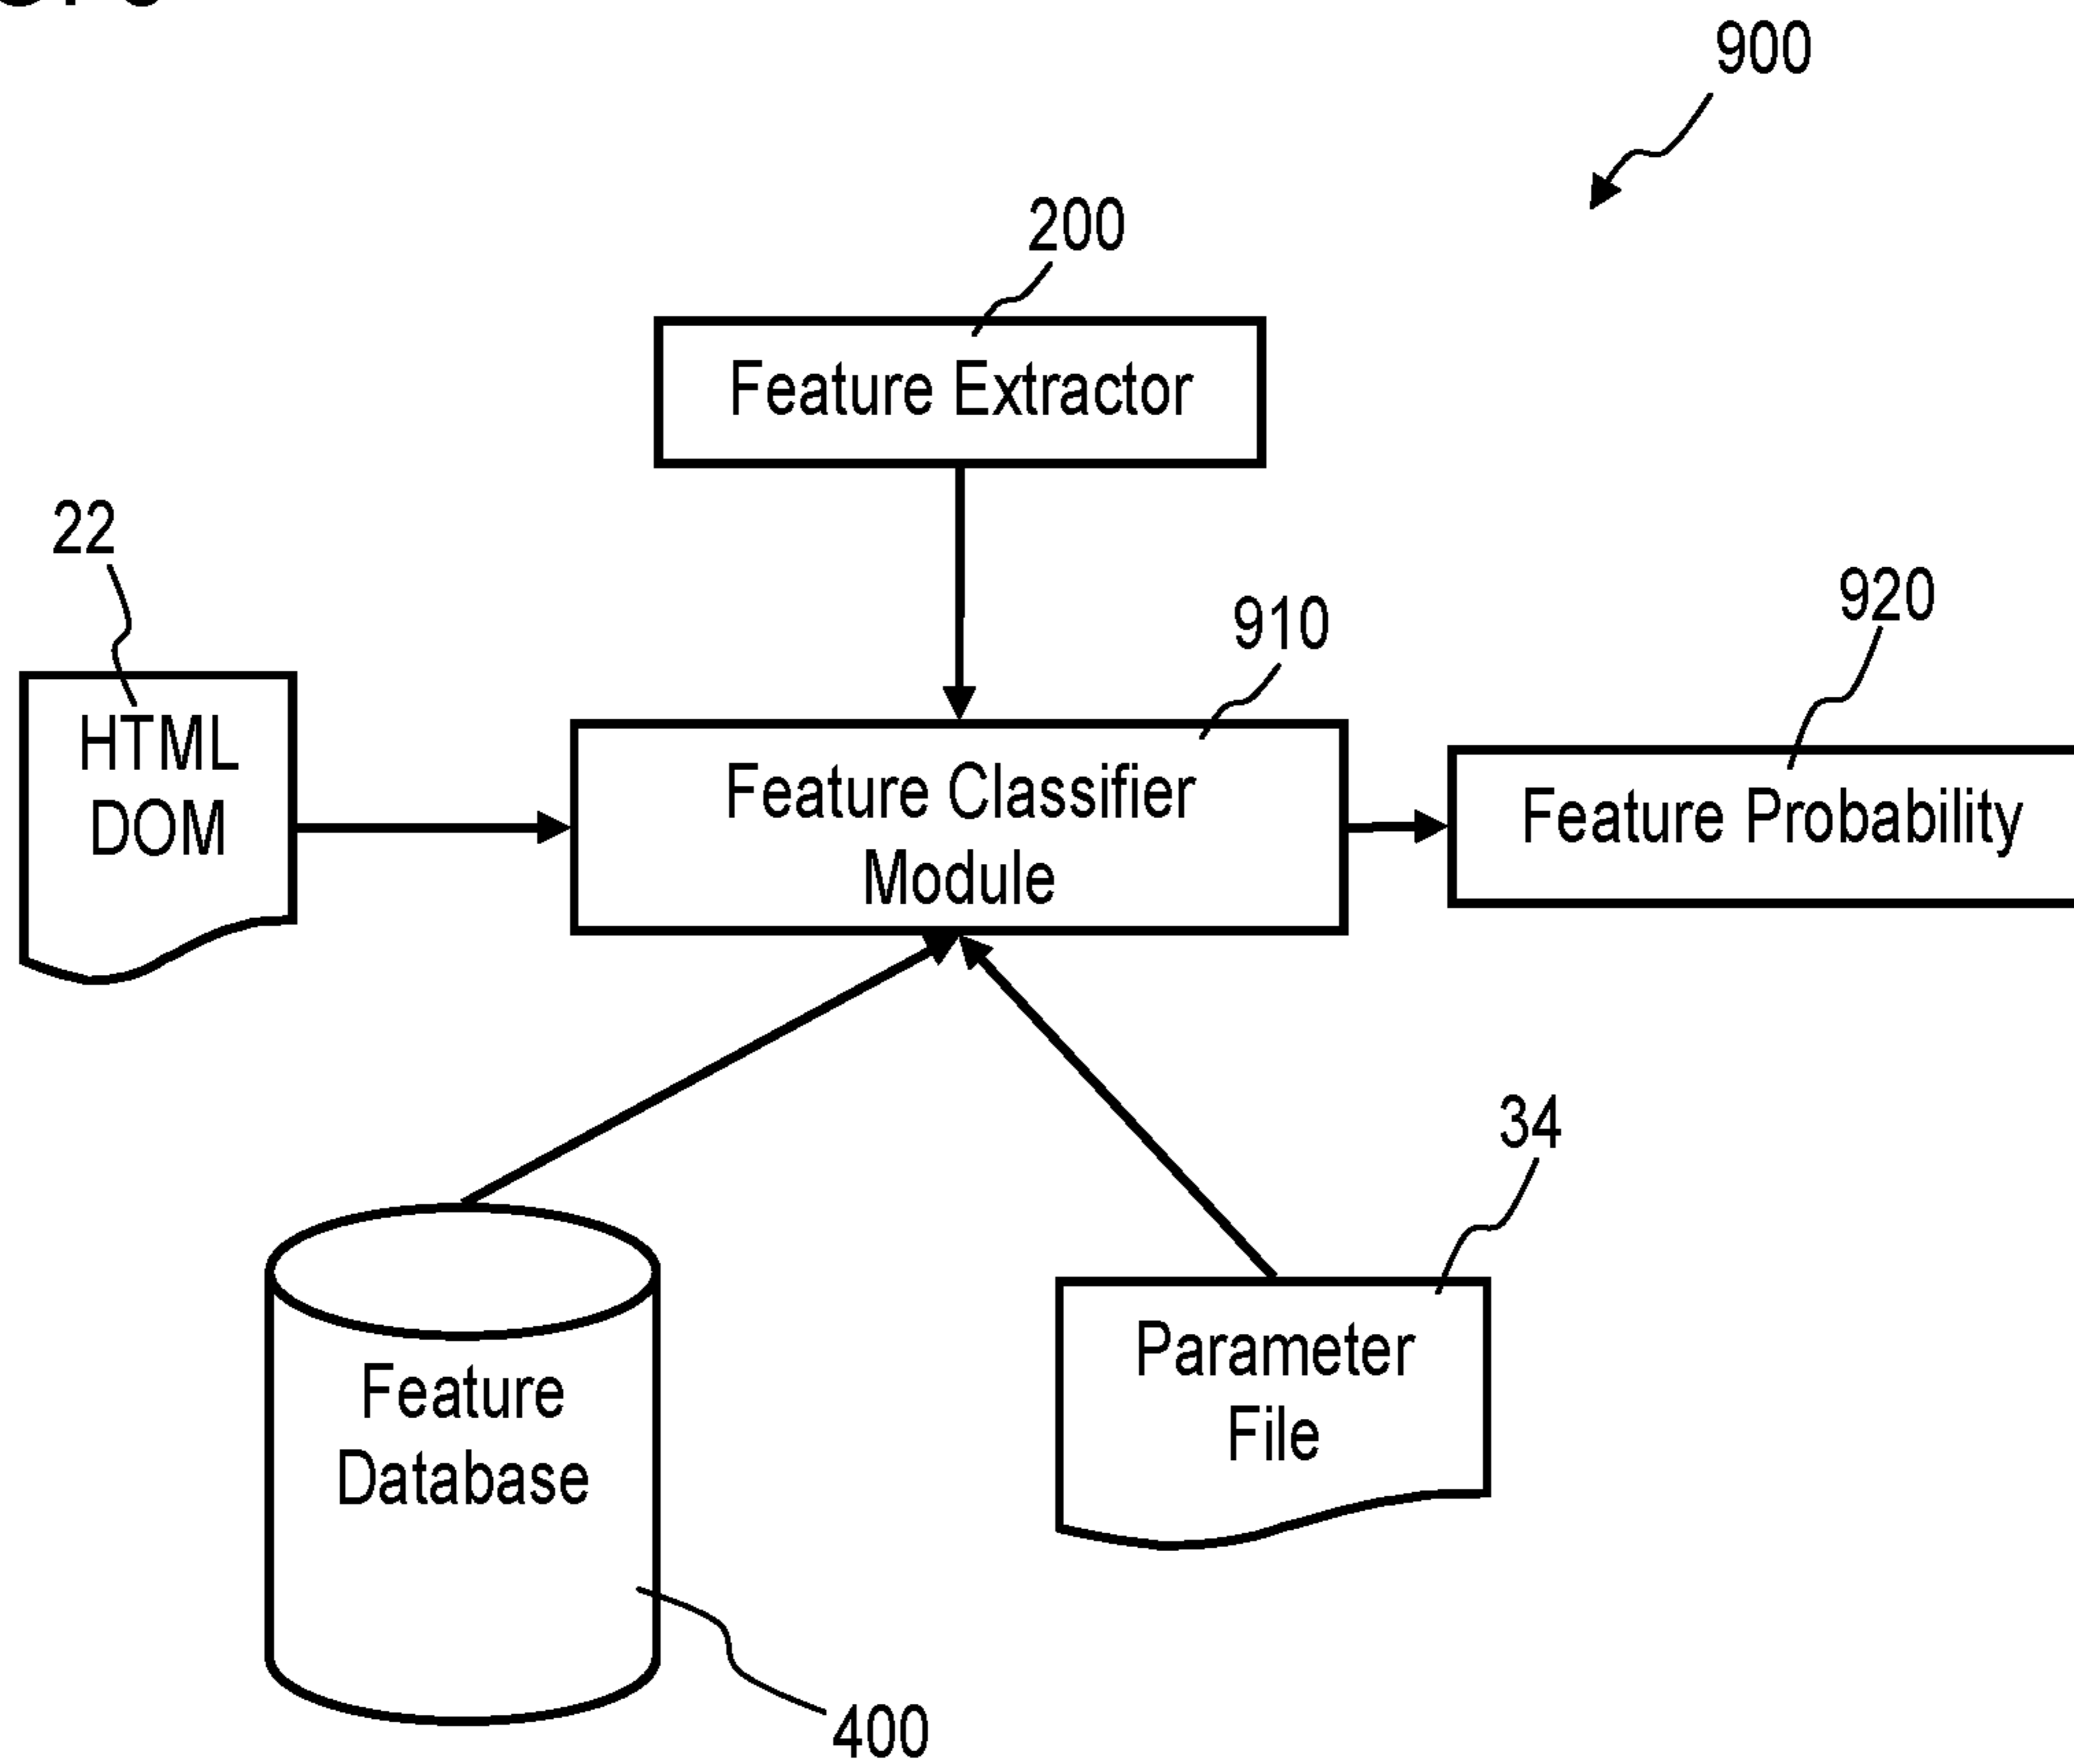 900
200
Feature Extractor
22
910
920
HTML
DOM
Feature Classifier
Module
Feature Probability
34
Parameter
File
Feature
Database
400